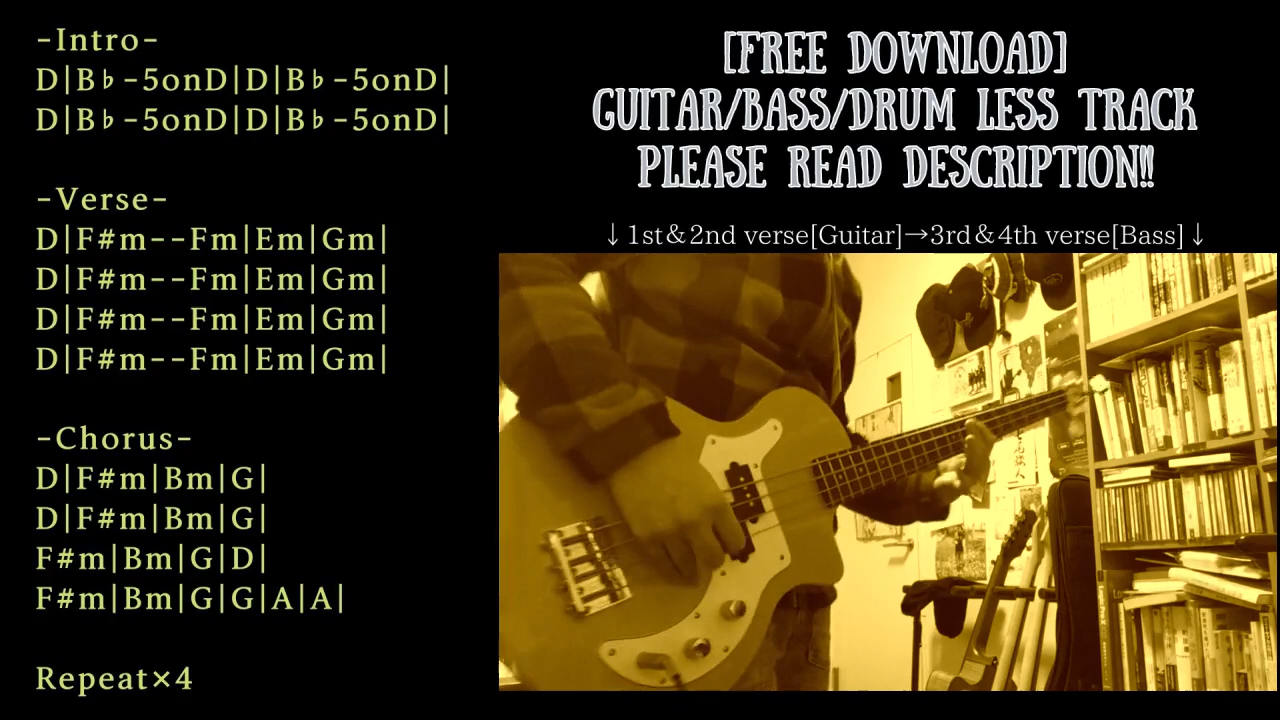 -Intro-
D|B♭-5onD|D|B♭-5onD|
D|B♭-5onD|D|B♭-5onD|
-Verse-
D|F#m--Fm|Em|Gm|
D|F#m--Fm|Em|Gm|
D|F#m--Fm|Em|Gm|
D|F#m--Fm|Em|Gm|
-Chorus-
D|F#m|Bm|G|
D|F#m|Bm|G|
F#m|Bm|G|D|
F#m|Bm|G|G|A|A|
Repeat×4
[FREE DOWNLOAD]
GUITAR/BASS/DRUM LESS TRACK
PLEASE READ DESCRIPTION!!
↓1st&2nd verse[Guitar]→3rd&4th verse[Bass]↓